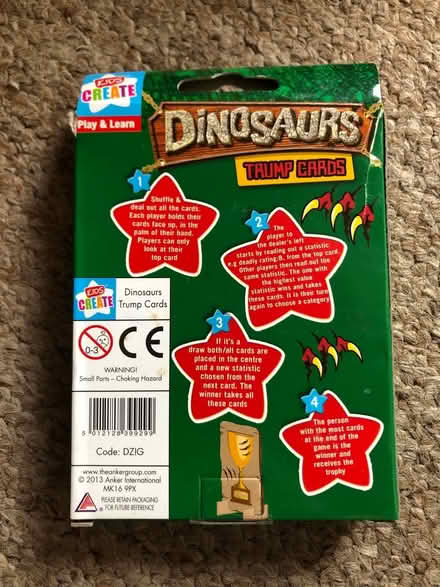 KIDS
CREATE
Play & Learn
DINOSAURS
TRUMP CARDS
1
Shuffle &
deal out all the cards.
Each player holds their
cards face up, in the
palm of their hand.
Players can only
look at their
top card
2
The
player to
the dealer's left
starts by reading out a statistic
e.g deadly rating:8, from the top card.
Other players then read out the
same statistic. The one with
the highest value
statistic wins and takes
these cards. It is their turn
again to choose a category
3
If it's a
draw both/all cards are
placed in the centre
and a new statistic
chosen from the
next card. The
winner takes all
these cards
4
The person
with the most cards
at the end of the
game is the
winner and
receives the
trophy
KIDS
CREATE
Dinosaurs
Trump Cards
0-3
CE
WARNING!
Small Parts – Choking Hazard
5 012128 399299
Code: DZIG
www.theankergroup.com
© 2013 Anker International
MK16 9PX
PLEASE RETAIN PACKAGING
FOR FUTURE REFERENCE